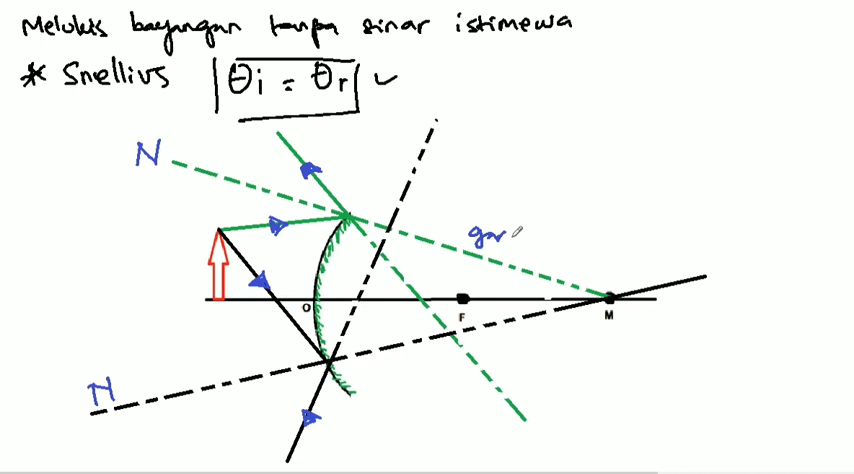 Melukis bayangan tanpa sinar istimewa
* Snellius θi = θr ✓
N
gar
O
F
M
N